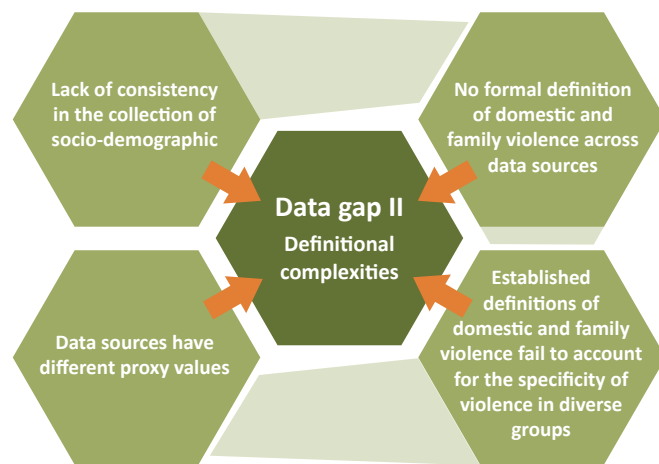 Lack of consistency
in the collection of
socio-demographic
No formal definition
of domestic and
family violence across
data sources
Data gap II
Definitional
complexities
Data sources have
different proxy values
Established
definitions of
domestic and family
violence fail to account
for the specificity of
violence in diverse
groups